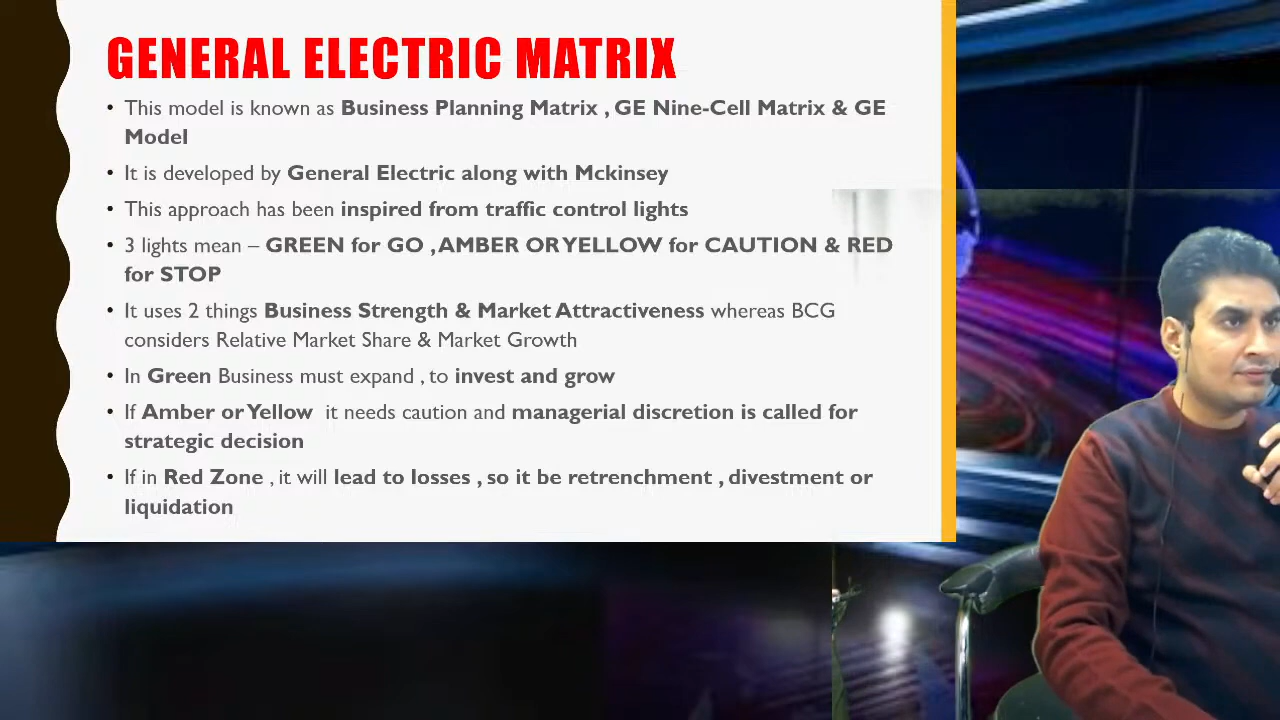 GENERAL ELECTRIC MATRIX
• This model is known as Business Planning Matrix , GE Nine-Cell Matrix & GE
Model
• It is developed by General Electric along with Mckinsey
• This approach has been inspired from traffic control lights
• 3 lights mean – GREEN for GO , AMBER OR YELLOW for CAUTION & RED
for STOP
• It uses 2 things Business Strength & Market Attractiveness whereas BCG
considers Relative Market Share & Market Growth
• In Green Business must expand , to invest and grow
• If Amber or Yellow it needs caution and managerial discretion is called for
strategic decision
• If in Red Zone , it will lead to losses , so it be retrenchment , divestment or
liquidation